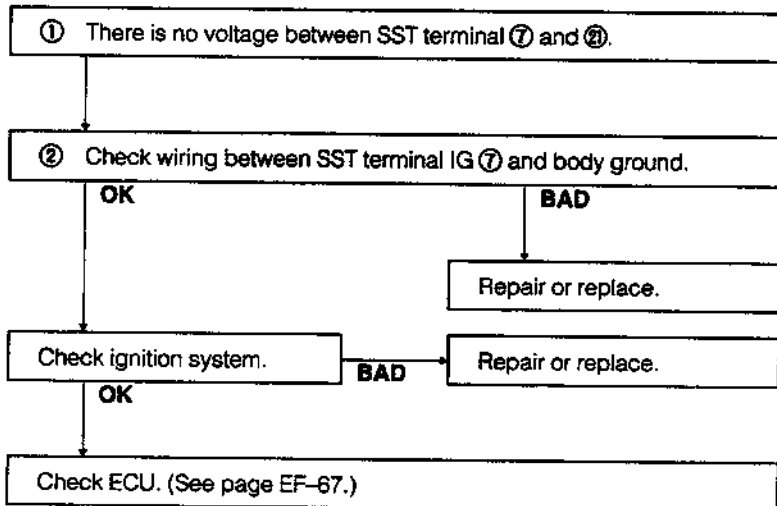 ① There is no voltage between SST terminal ⑦ and ㉑.
② Check wiring between SST terminal IG ⑦ and body ground.
OK
BAD
Repair or replace.
Check ignition system.
BAD
Repair or replace.
OK
Check ECU. (See page EF–67.)